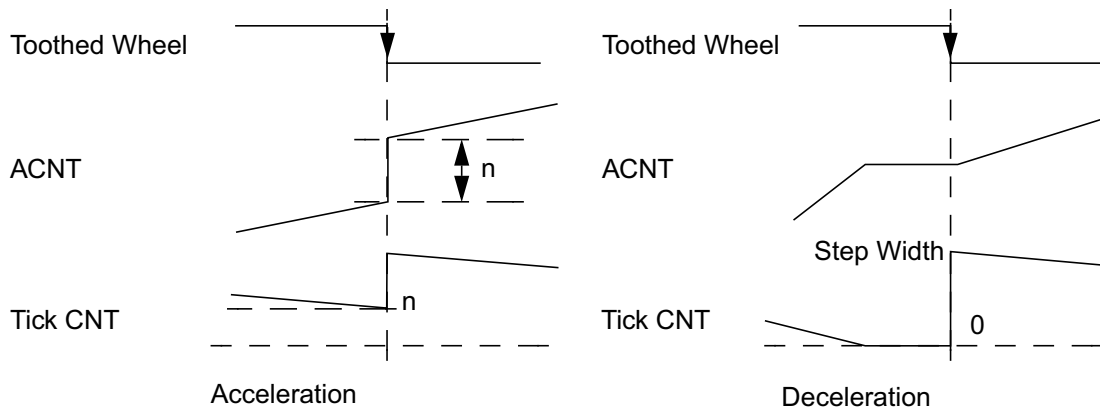 Toothed Wheel
ACNT
n
Tick CNT
n
Acceleration
Toothed Wheel
ACNT
Step Width
Tick CNT
0
Deceleration